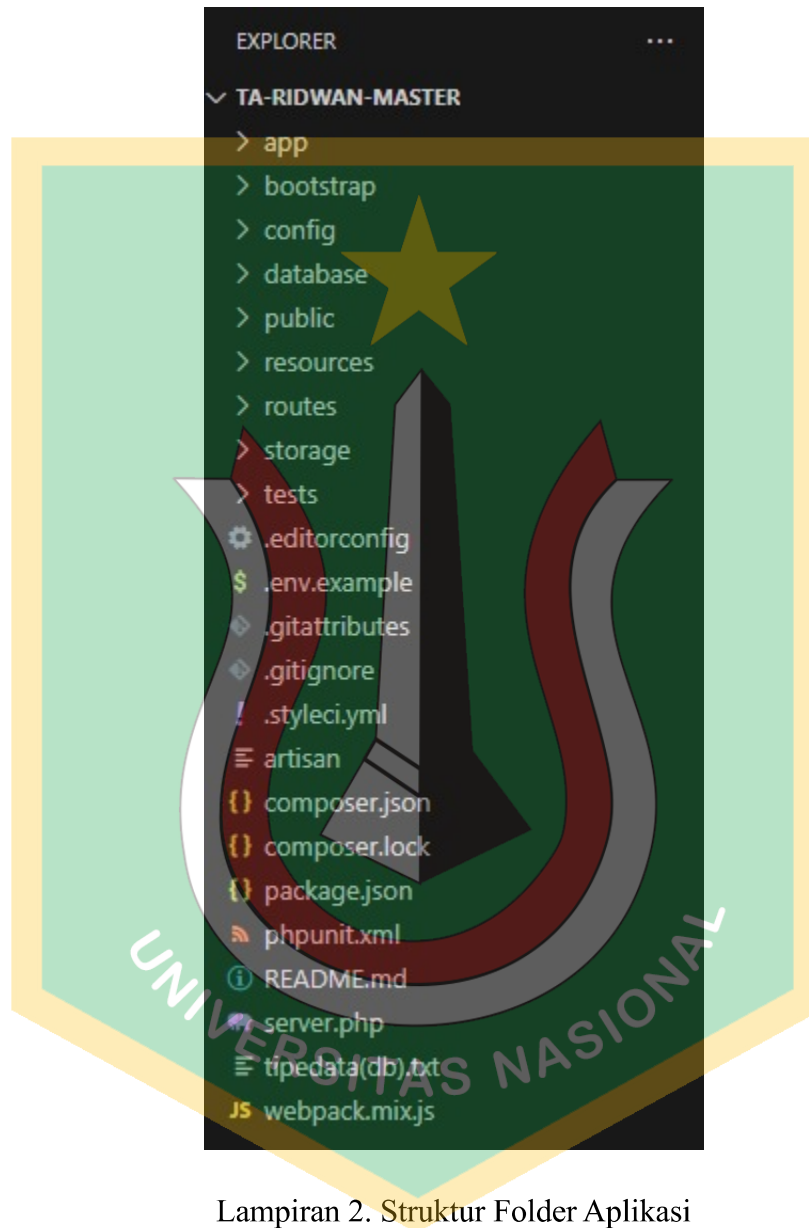 EXPLORER ...
TA-RIDWAN-MASTER
app
bootstrap
config
database
public
resources
routes
storage
tests
.editorconfig
.env.example
.gitattributes
.gitignore
.styleci.yml
artisan
composer.json
composer.lock
package.json
phpunit.xml
README.md
server.php
tipedata(db).txt
JS webpack.mix.js
UNIVERSITAS NASIONAL
Lampiran 2. Struktur Folder Aplikasi